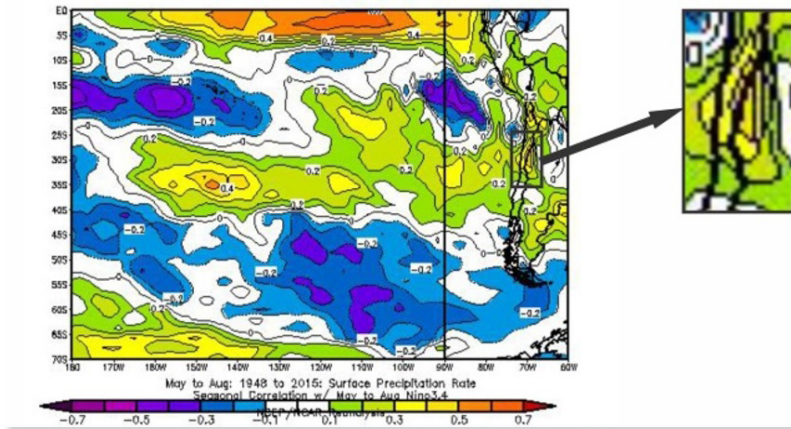 EQ
5S
10S
15S
20S
25S
30S
35S
40S
45S
50S
55S
60S
65S
70S
180 170W 160W 150W 140W 130W 120W 110W 100W 90W 80W 70W 60W
May to Aug: 1948 to 2015: Surface Precipitation Rate
Seasonal Correlation w/ May to Aug Nino3.4
NCEP/NCAR Reanalysis
-0.7 -0.5 -0.3 -0.1 0.1 0.3 0.5 0.7